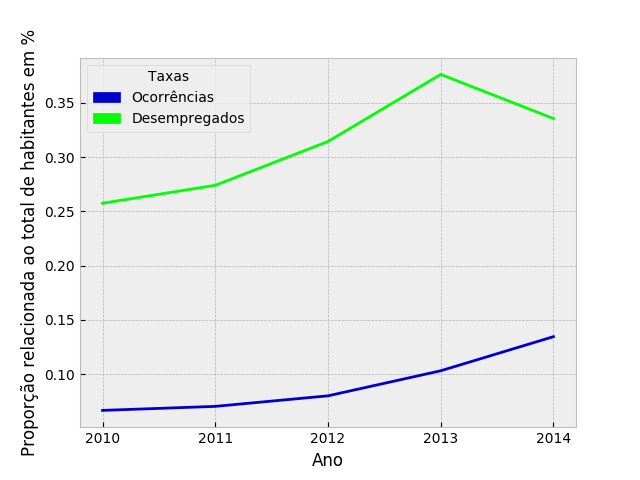 Proporção relacionada ao total de habitantes em %
Taxas
Ocorrências
Desempregados
0.35
0.30
0.25
0.20
0.15
0.10
2010 2011 2012 2013 2014
Ano